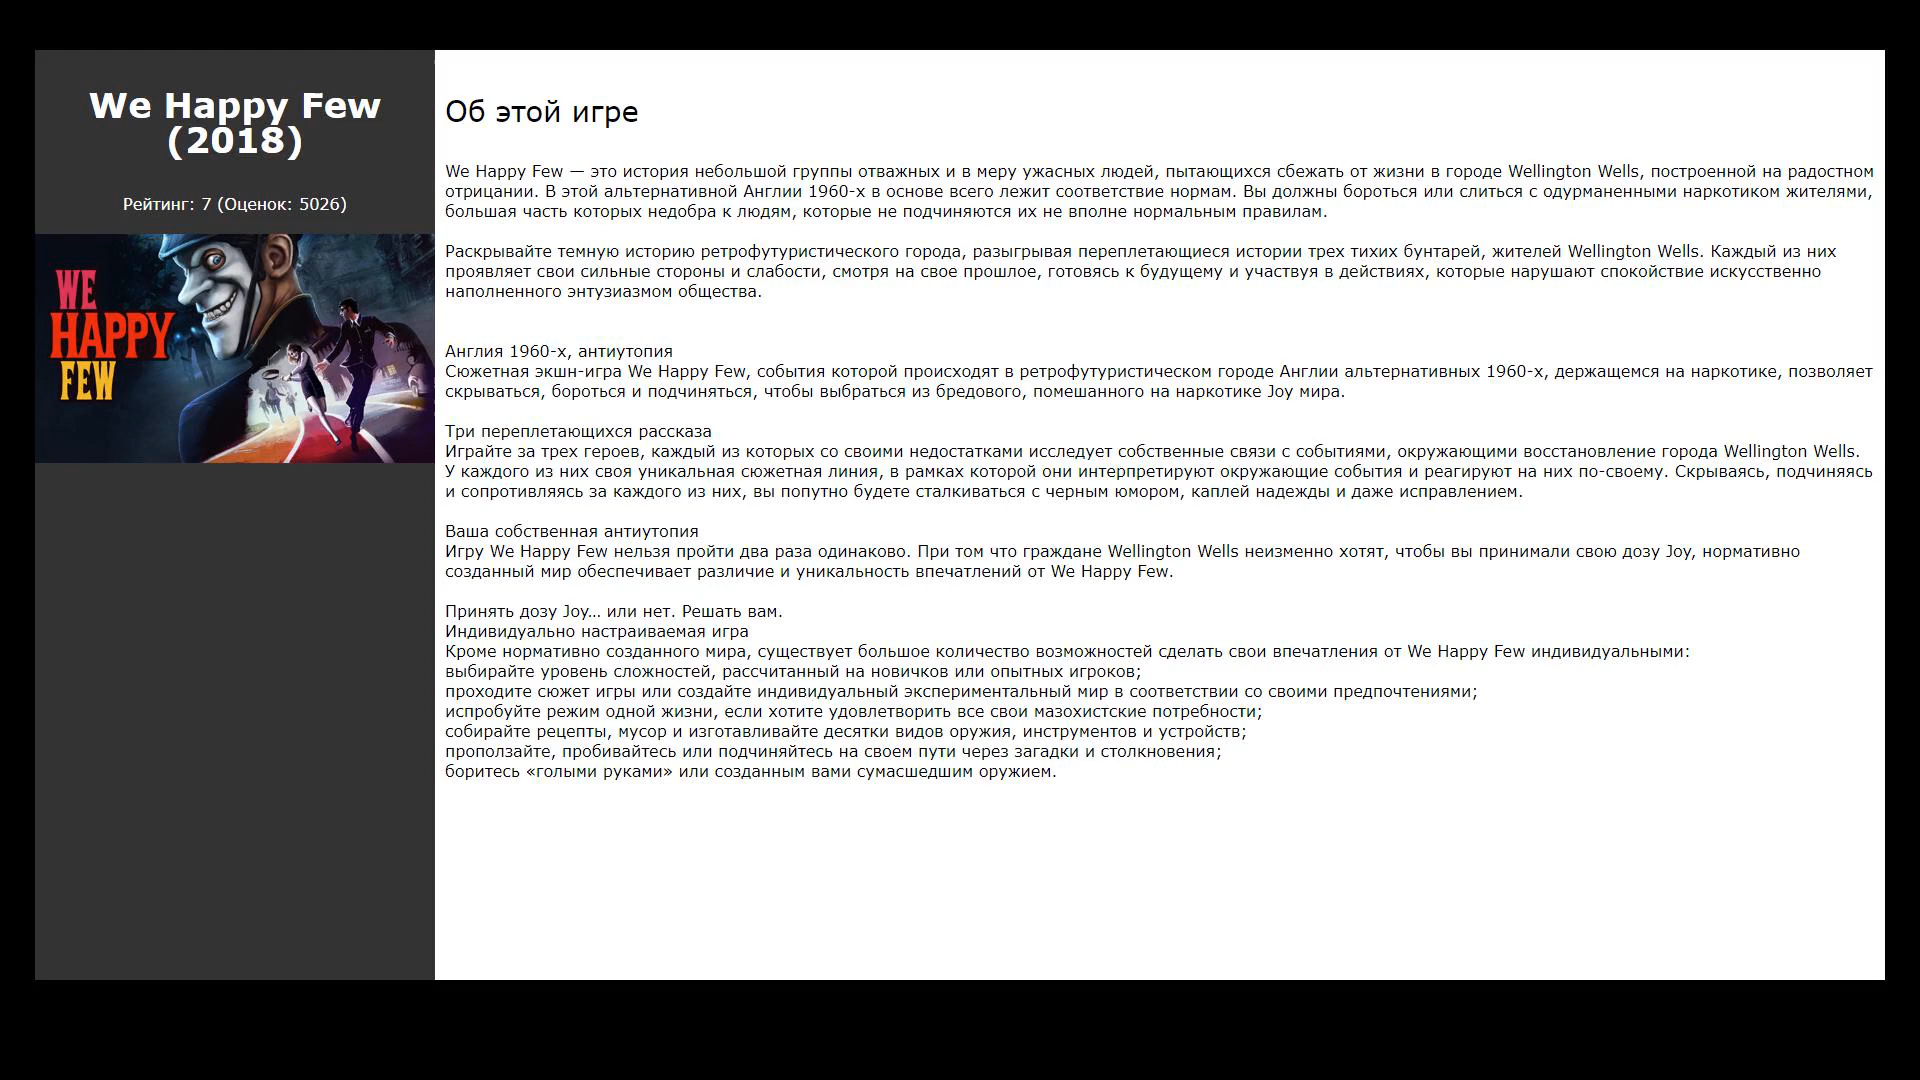 We Happy Few
(2018)
Рейтинг: 7 (Оценок: 5026)
WE
HAPPY
FEW
Об этой игре
We Happy Few — это история небольшой группы отважных и в меру ужасных людей, пытающихся сбежать от жизни в городе Wellington Wells, построенной на радостном
отрицании. В этой альтернативной Англии 1960-х в основе всего лежит соответствие нормам. Вы должны бороться или слиться с одурманенными наркотиком жителями,
большая часть которых недобра к людям, которые не подчиняются их не вполне нормальным правилам.
Раскрывайте темную историю ретрофутуристического города, разыгрывая переплетающиеся истории трех тихих бунтарей, жителей Wellington Wells. Каждый из них
проявляет свои сильные стороны и слабости, смотря на свое прошлое, готовясь к будущему и участвуя в действиях, которые нарушают спокойствие искусственно
наполненного энтузиазмом общества.
Англия 1960-х, антиутопия
Сюжетная экшн-игра We Happy Few, события которой происходят в ретрофутуристическом городе Англии альтернативных 1960-х, держащемся на наркотике, позволяет
скрываться, бороться и подчиняться, чтобы выбраться из бредового, помешанного на наркотике Joy мира.
Три переплетающихся рассказа
Играйте за трех героев, каждый из которых со своими недостатками исследует собственные связи с событиями, окружающими восстановление города Wellington Wells.
У каждого из них своя уникальная сюжетная линия, в рамках которой они интерпретируют окружающие события и реагируют на них по-своему. Скрываясь, подчиняясь
и сопротивляясь за каждого из них, вы попутно будете сталкиваться с черным юмором, каплей надежды и даже исправлением.
Ваша собственная антиутопия
Игру We Happy Few нельзя пройти два раза одинаково. При том что граждане Wellington Wells неизменно хотят, чтобы вы принимали свою дозу Joy, нормативно
созданный мир обеспечивает различие и уникальность впечатлений от We Happy Few.
Принять дозу Joy… или нет. Решать вам.
Индивидуально настраиваемая игра
Кроме нормативно созданного мира, существует большое количество возможностей сделать свои впечатления от We Happy Few индивидуальными:
выбирайте уровень сложностей, рассчитанный на новичков или опытных игроков;
проходите сюжет игры или создайте индивидуальный экспериментальный мир в соответствии со своими предпочтениями;
испробуйте режим одной жизни, если хотите удовлетворить все свои мазохистские потребности;
собирайте рецепты, мусор и изготавливайте десятки видов оружия, инструментов и устройств;
проползайте, пробивайтесь или подчиняйтесь на своем пути через загадки и столкновения;
боритесь «голыми руками» или созданным вами сумасшедшим оружием.